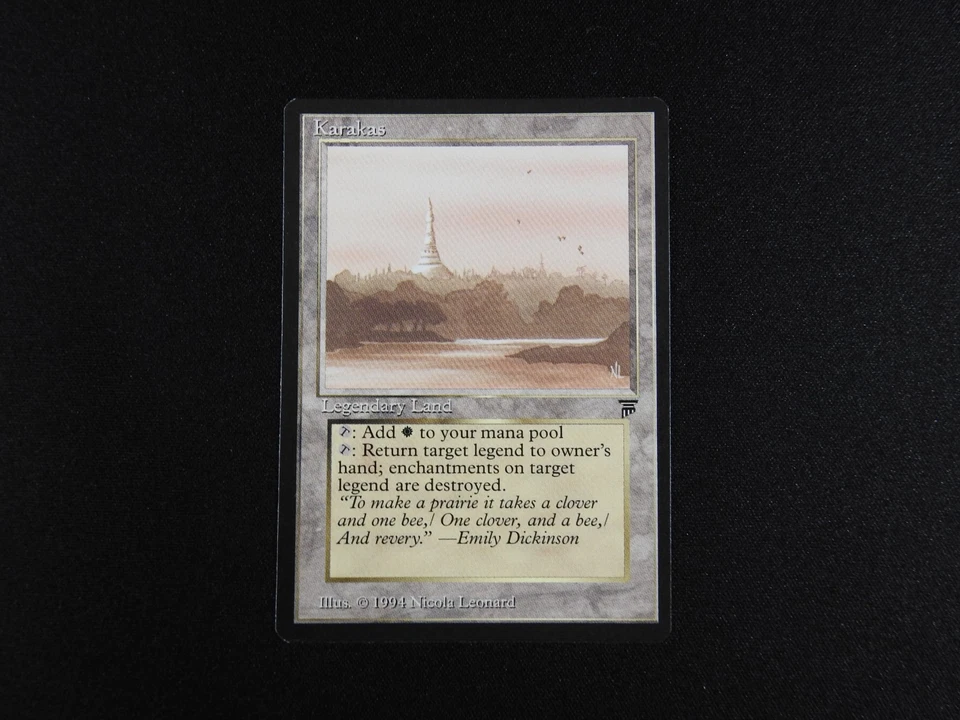 Karakas
NL
Legendary Land
: Add to your mana pool
: Return target legend to owner's
hand; enchantments on target
legend are destroyed.
"To make a prairie it takes a clover
and one bee,/ One clover, and a bee,/
And revery." —Emily Dickinson
Illus. © 1994 Nicola Leonard